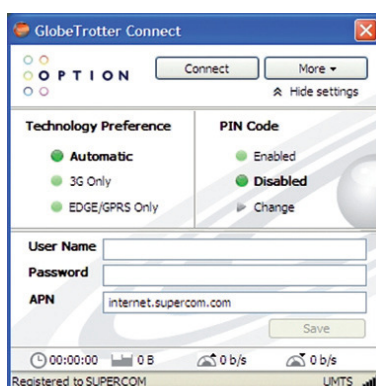 GlobeTrotter Connect
OPTION
Connect
More
Hide settings
Technology Preference
PIN Code
Automatic
Enabled
3G Only
Disabled
EDGE/GPRS Only
Change
User Name
Password
APN
internet.supercom.com
Save
00:00:00 0 B 0 b/s 0 b/s
Registered to SUPERCOM UMTS